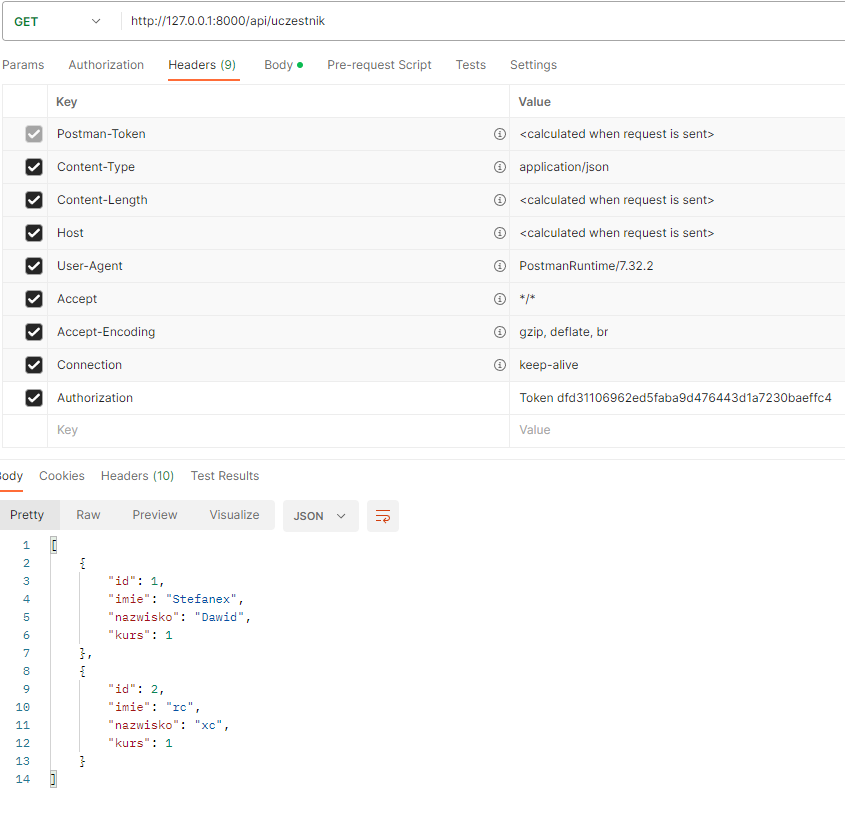 GET http://127.0.0.1:8000/api/uczestnik
Params Authorization Headers (9) Body Pre-request Script Tests Settings
Key Value
Postman-Token <calculated when request is sent>
Content-Type application/json
Content-Length <calculated when request is sent>
Host <calculated when request is sent>
User-Agent PostmanRuntime/7.32.2
Accept */*
Accept-Encoding gzip, deflate, br
Connection keep-alive
Authorization Token dfd31106962ed5faba9d476443d1a7230baeffc4
Key Value
Body Cookies Headers (10) Test Results
Pretty Raw Preview Visualize JSON
1 [
2 {
3 "id": 1,
4 "imie": "Stefanex",
5 "nazwisko": "Dawid",
6 "kurs": 1
7 },
8 {
9 "id": 2,
10 "imie": "rc",
11 "nazwisko": "xc",
12 "kurs": 1
13 }
14 ]